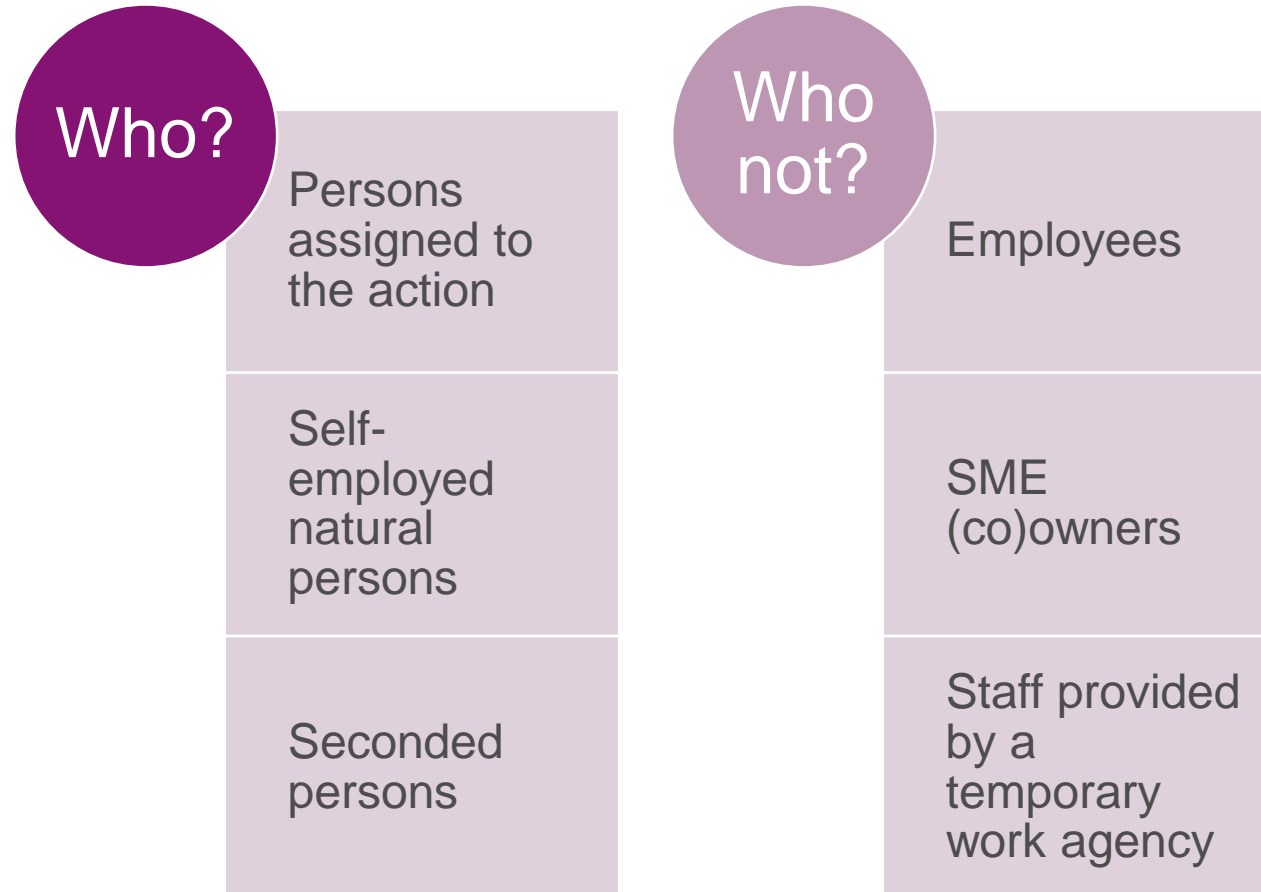 Who?
Persons
assigned to
the action
Self-
employed
natural
persons
Seconded
persons
Who
not?
Employees
SME
(co)owners
Staff provided
by a
temporary
work agency